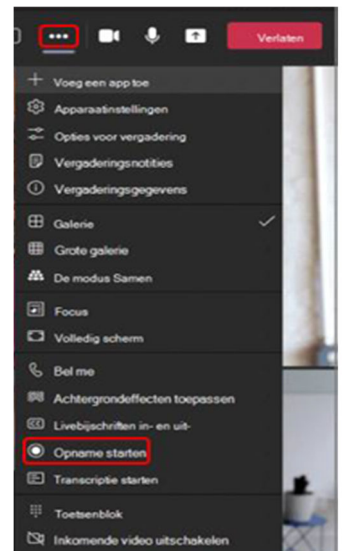 Verlaten
Voeg een app toe
Apparaatinstellingen
Opties voor vergadering
Vergaderingsnotities
Vergaderingsgegevens
Galerie
Grote galerie
De modus Samen
Focus
Volledig scherm
Bel me
Achtergrondeffecten toepassen
Livebijschriften in- en uit-
Opname starten
Transcriptie starten
Toetsenblok
Inkomende video uitschakelen